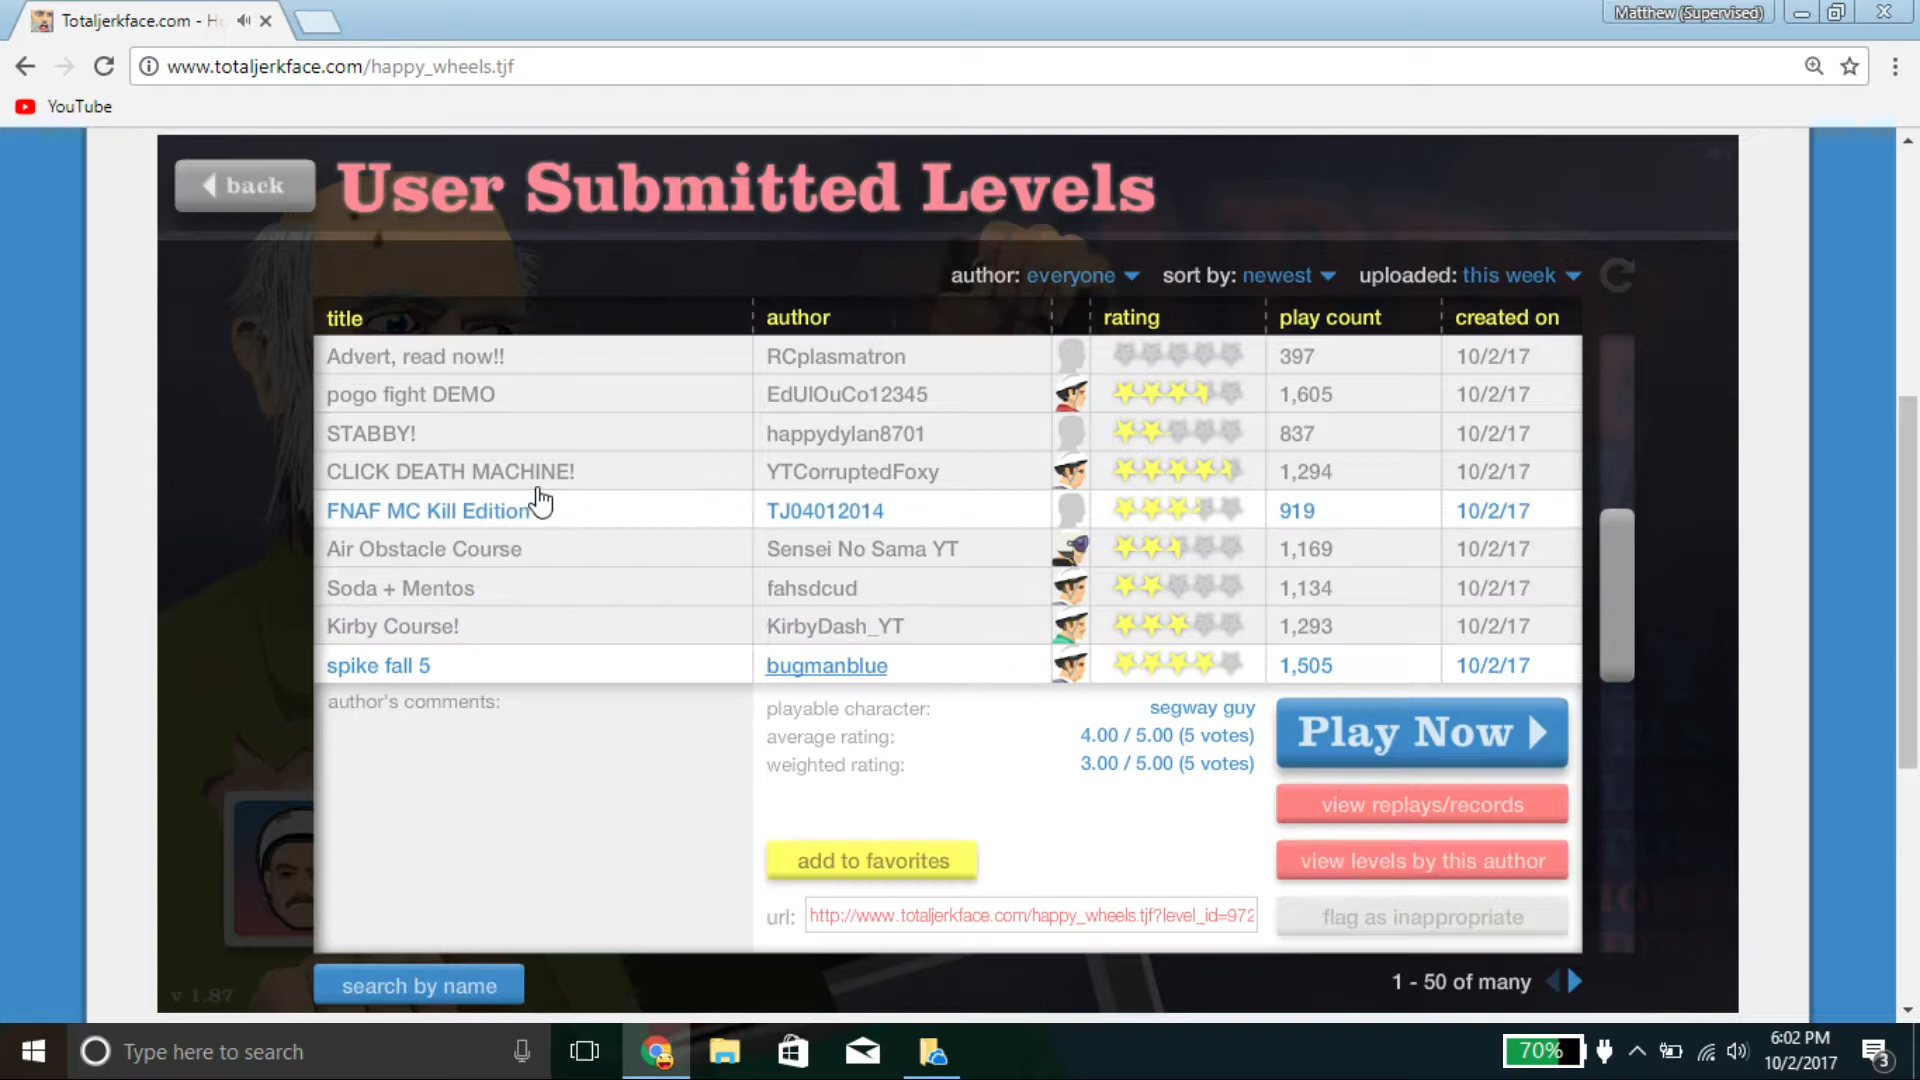 Totaljerkface.com - Ho
Matthew (Supervised)
www.totaljerkface.com/happy_wheels.tjf
YouTube
back
User Submitted Levels
author: everyone sort by: newest uploaded: this week
title author rating play count created on
Advert, read now!! RCplasmatron 397 10/2/17
pogo fight DEMO EdUIOuCo12345 1,605 10/2/17
STABBY! happydylan8701 837 10/2/17
CLICK DEATH MACHINE! YTCorruptedFoxy 1,294 10/2/17
FNAF MC Kill Edition TJ04012014 919 10/2/17
Air Obstacle Course Sensei No Sama YT 1,169 10/2/17
Soda + Mentos fahsdcud 1,134 10/2/17
Kirby Course! KirbyDash_YT 1,293 10/2/17
spike fall 5 bugmanblue 1,505 10/2/17
author's comments:
playable character: segway guy
average rating: 4.00 / 5.00 (5 votes)
weighted rating: 3.00 / 5.00 (5 votes)
Play Now
view replays/records
add to favorites
view levels by this author
url: http://www.totaljerkface.com/happy_wheels.tjf?level_id=972
flag as inappropriate
v 1.87
search by name
1 - 50 of many
Type here to search
70%
6:02 PM
10/2/2017
3